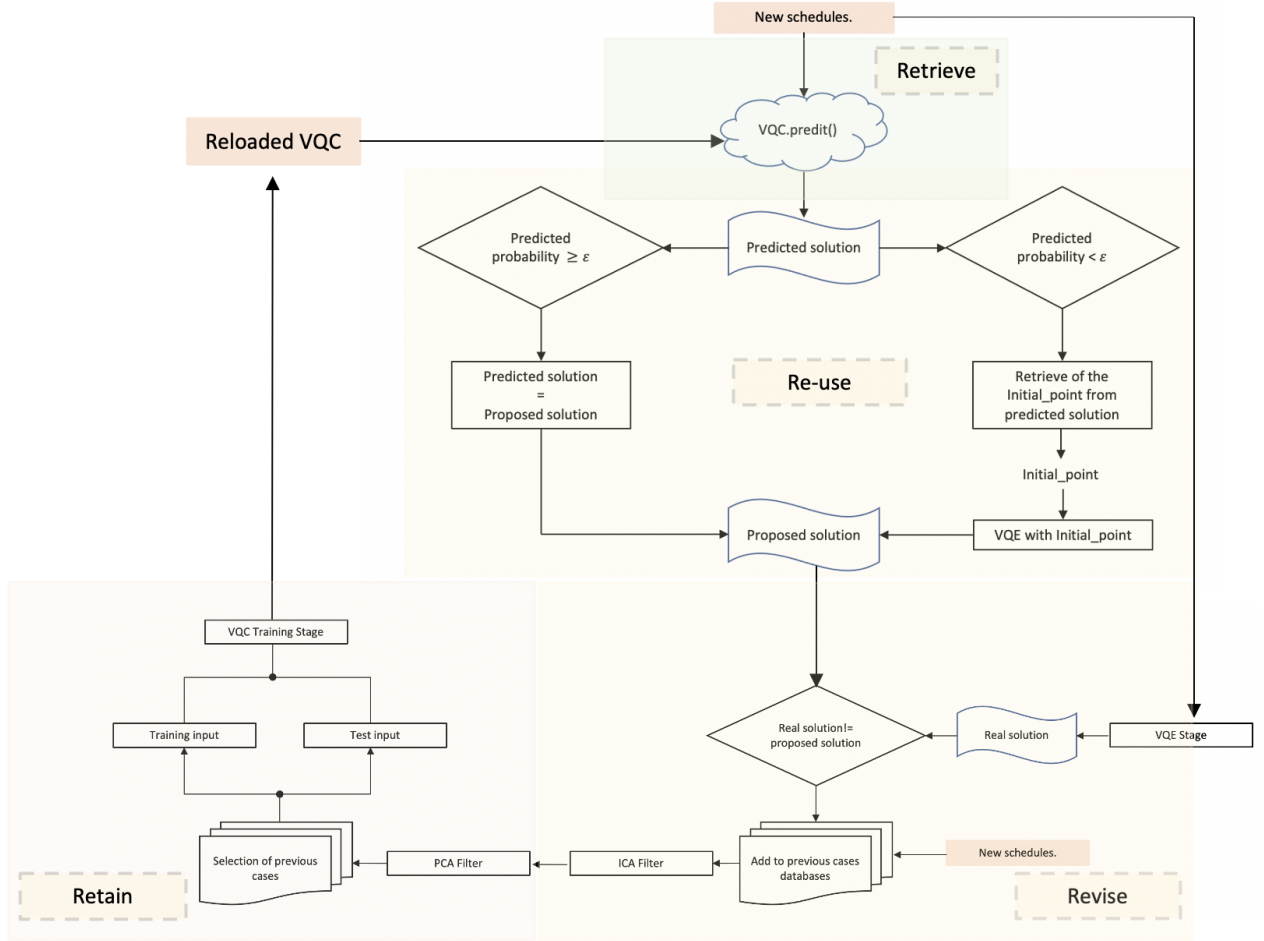 New schedules.
Retrieve
VQC.predit()
Reloaded VQC
Predicted
probability ≥ ε
Predicted solution
Predicted
probability < ε
Predicted solution
=
Proposed solution
Re-use
Retrieve of the
Initial_point from
predicted solution
Initial_point
Proposed solution
VQE with Initial_point
VQC Training Stage
Training input
Test input
Real solution!=
proposed solution
Real solution
VQE Stage
Selection of previous
cases
PCA Filter
ICA Filter
Add to previous cases
databases
New schedules.
Retain
Revise